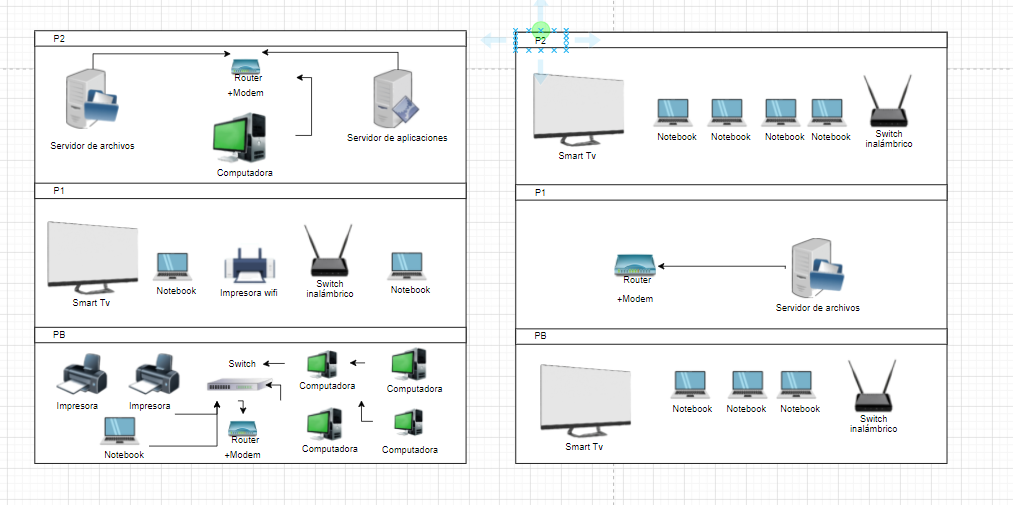 P2
Router
+Modem
Servidor de archivos
Servidor de aplicaciones
Computadora
P1
Smart Tv
Notebook
Impresora wifi
Switch
inalámbrico
Notebook
PB
Switch
Impresora
Impresora
Computadora
Computadora
Notebook
Router
+Modem
Computadora
Computadora
P2
Smart Tv
Notebook
Notebook
Notebook
Notebook
Switch
inalámbrico
P1
Router
+Modem
Servidor de archivos
PB
Smart Tv
Notebook
Notebook
Notebook
Switch
inalámbrico